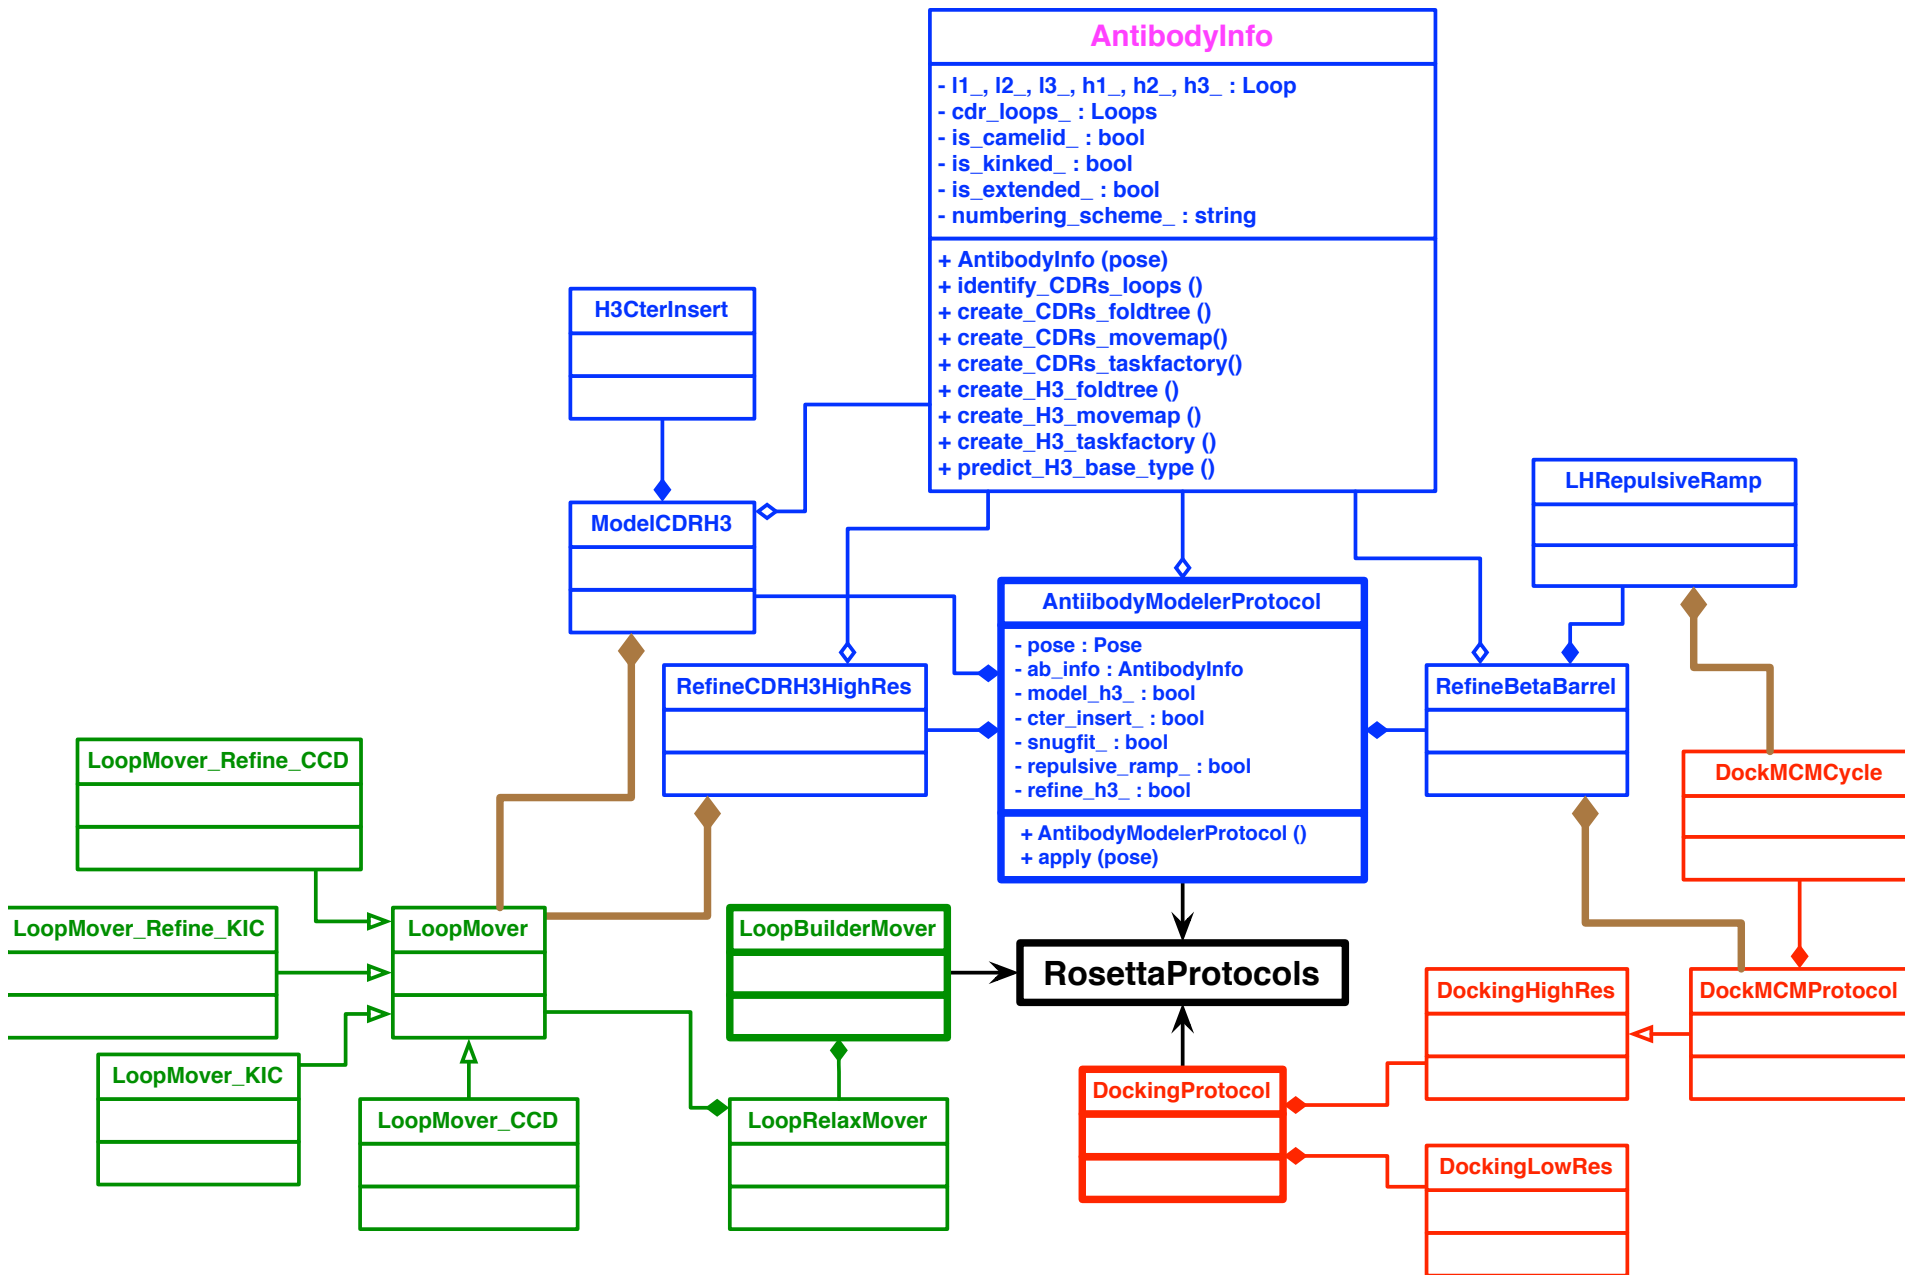 AntibodyInfo
- l1_, l2_, l3_, h1_, h2_, h3_ : Loop
- cdr_loops_ : Loops
- is_camelid_ : bool
- is_kinked_ : bool
- is_extended_ : bool
- numbering_scheme_ : string
+ AntibodyInfo (pose)
+ identify_CDRs_loops ()
+ create_CDRs_foldtree ()
+ create_CDRs_movemap()
+ create_CDRs_taskfactory()
+ create_H3_foldtree ()
+ create_H3_movemap ()
+ create_H3_taskfactory ()
+ predict_H3_base_type ()
H3CterInsert
LHRepulsiveRamp
ModelCDRH3
AntiibodyModelerProtocol
- pose : Pose
- ab_info : AntibodyInfo
- model_h3_ : bool
- cter_insert_ : bool
- snugfit_ : bool
- repulsive_ramp_ : bool
- refine_h3_ : bool
+ AntibodyModelerProtocol ()
+ apply (pose)
RefineCDRH3HighRes
RefineBetaBarrel
LoopMover_Refine_CCD
DockMCMCycle
LoopMover_Refine_KIC
LoopMover
LoopBuilderMover
RosettaProtocols
DockingHighRes
DockMCMProtocol
LoopMover_KIC
DockingProtocol
LoopMover_CCD
LoopRelaxMover
DockingLowRes